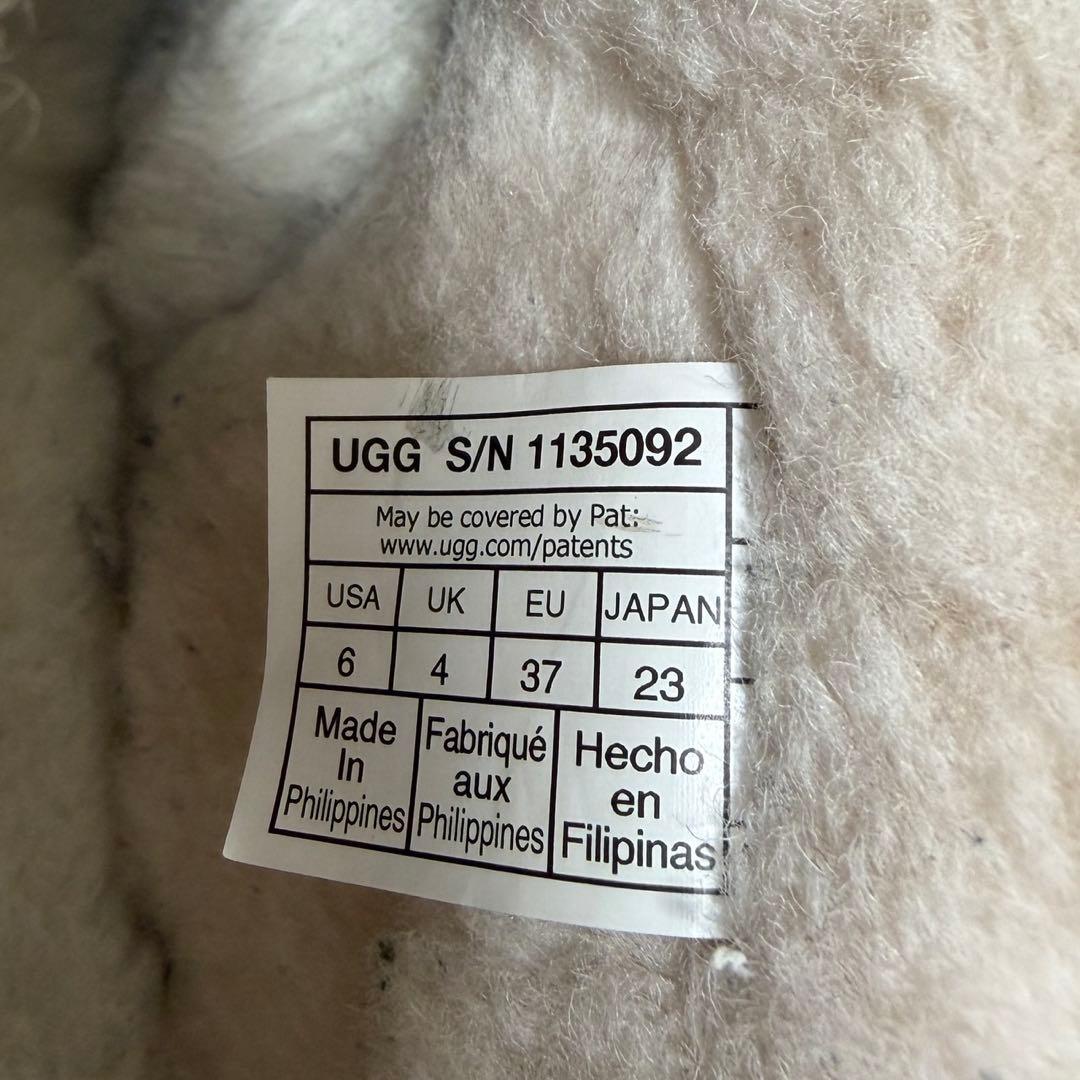 UGG S/N 1135092
May be covered by Pat:
www.ugg.com/patents
USA UK EU JAPAN
6 4 37 23
Made
In
Philippines
Fabriqué
aux
Philippines
Hecho
en
Filipinas